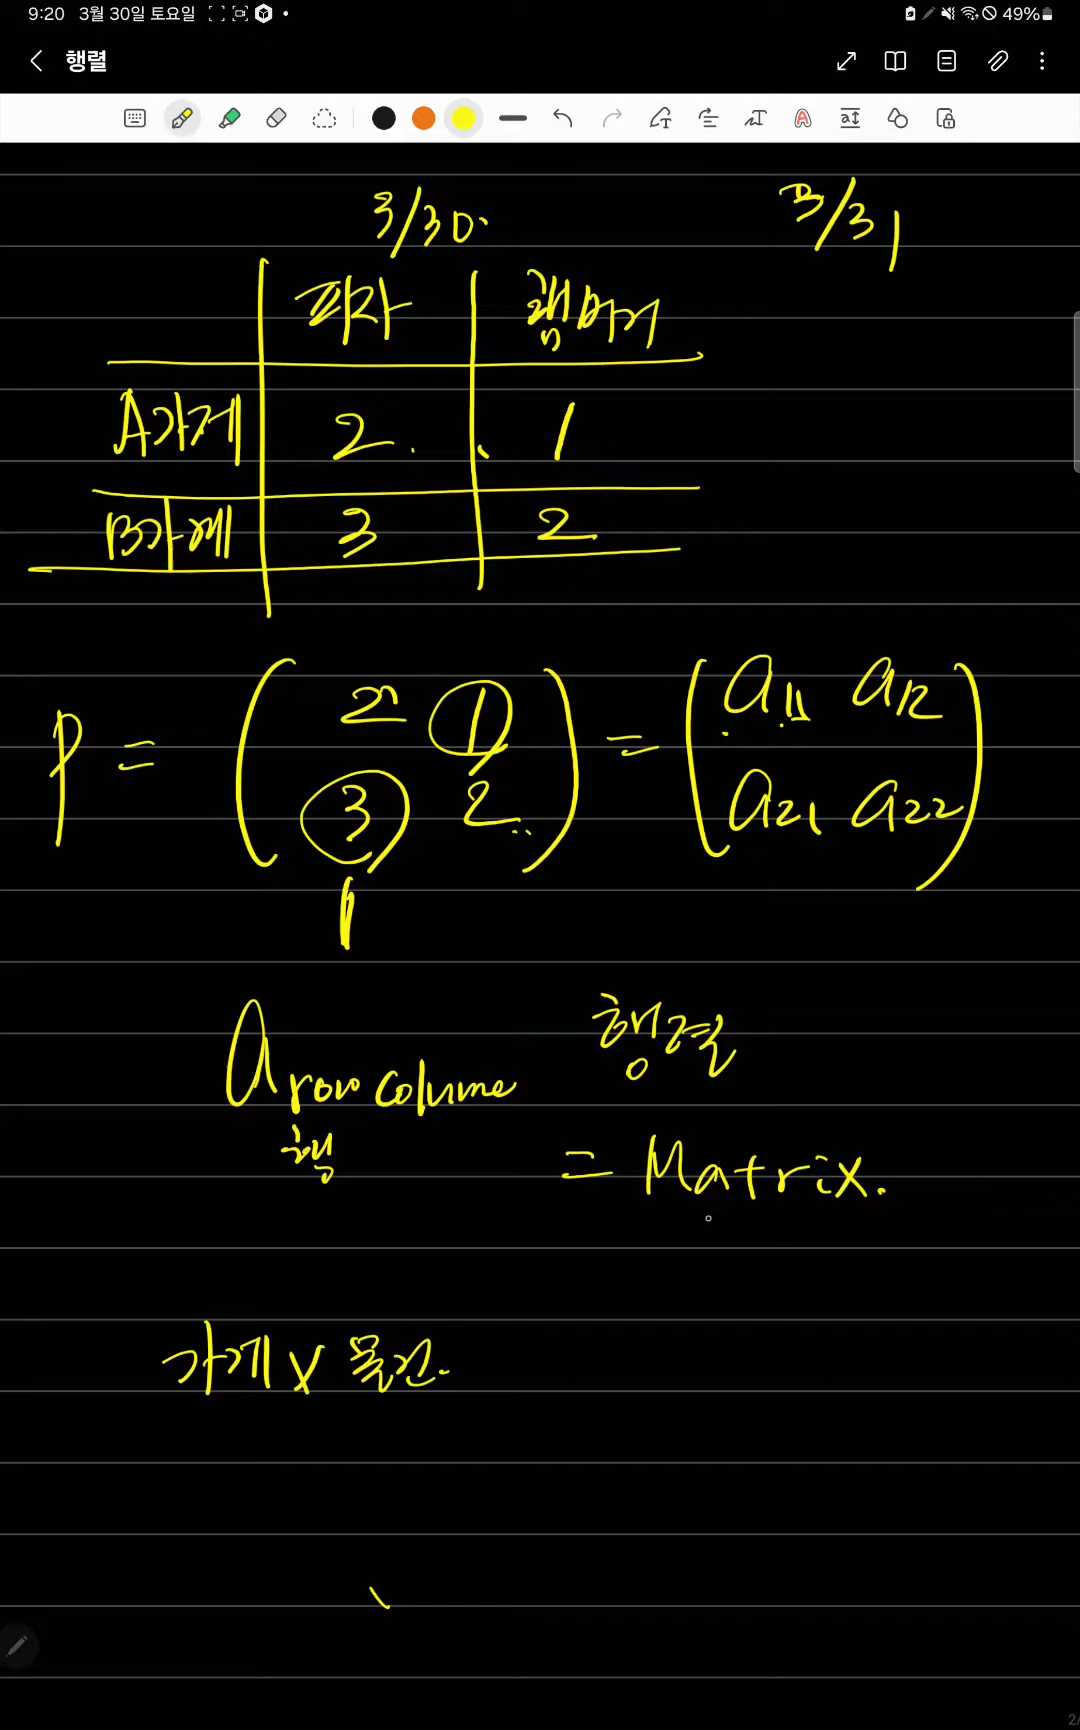 9:20 3월 30일 토요일 49%
행렬
3/30. 3/31
피자 햄버거
A가게 2 1
B가게 3 2
P = ( 2 1 ) = ( a11 a12 )
3 2 a21 a22
a row colume 행렬
행 = Matrix.
가게 x 물건.
2/